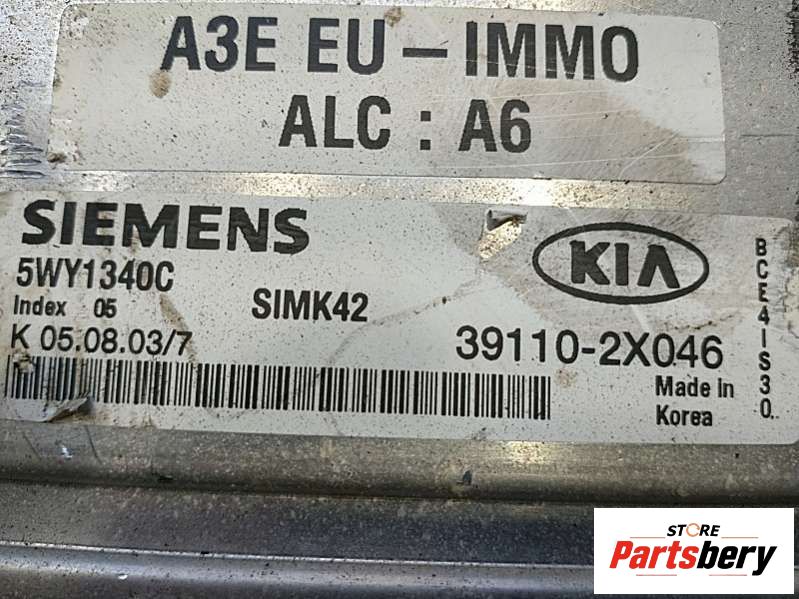 A3E EU-IMMO
ALC : A6
SIEMENS
5WY1340C
Index 05
SIMK42
K 05.08.03/7
KIA
39110-2X046
Made In
Korea
BCE4IS30
STORE
Partsbery